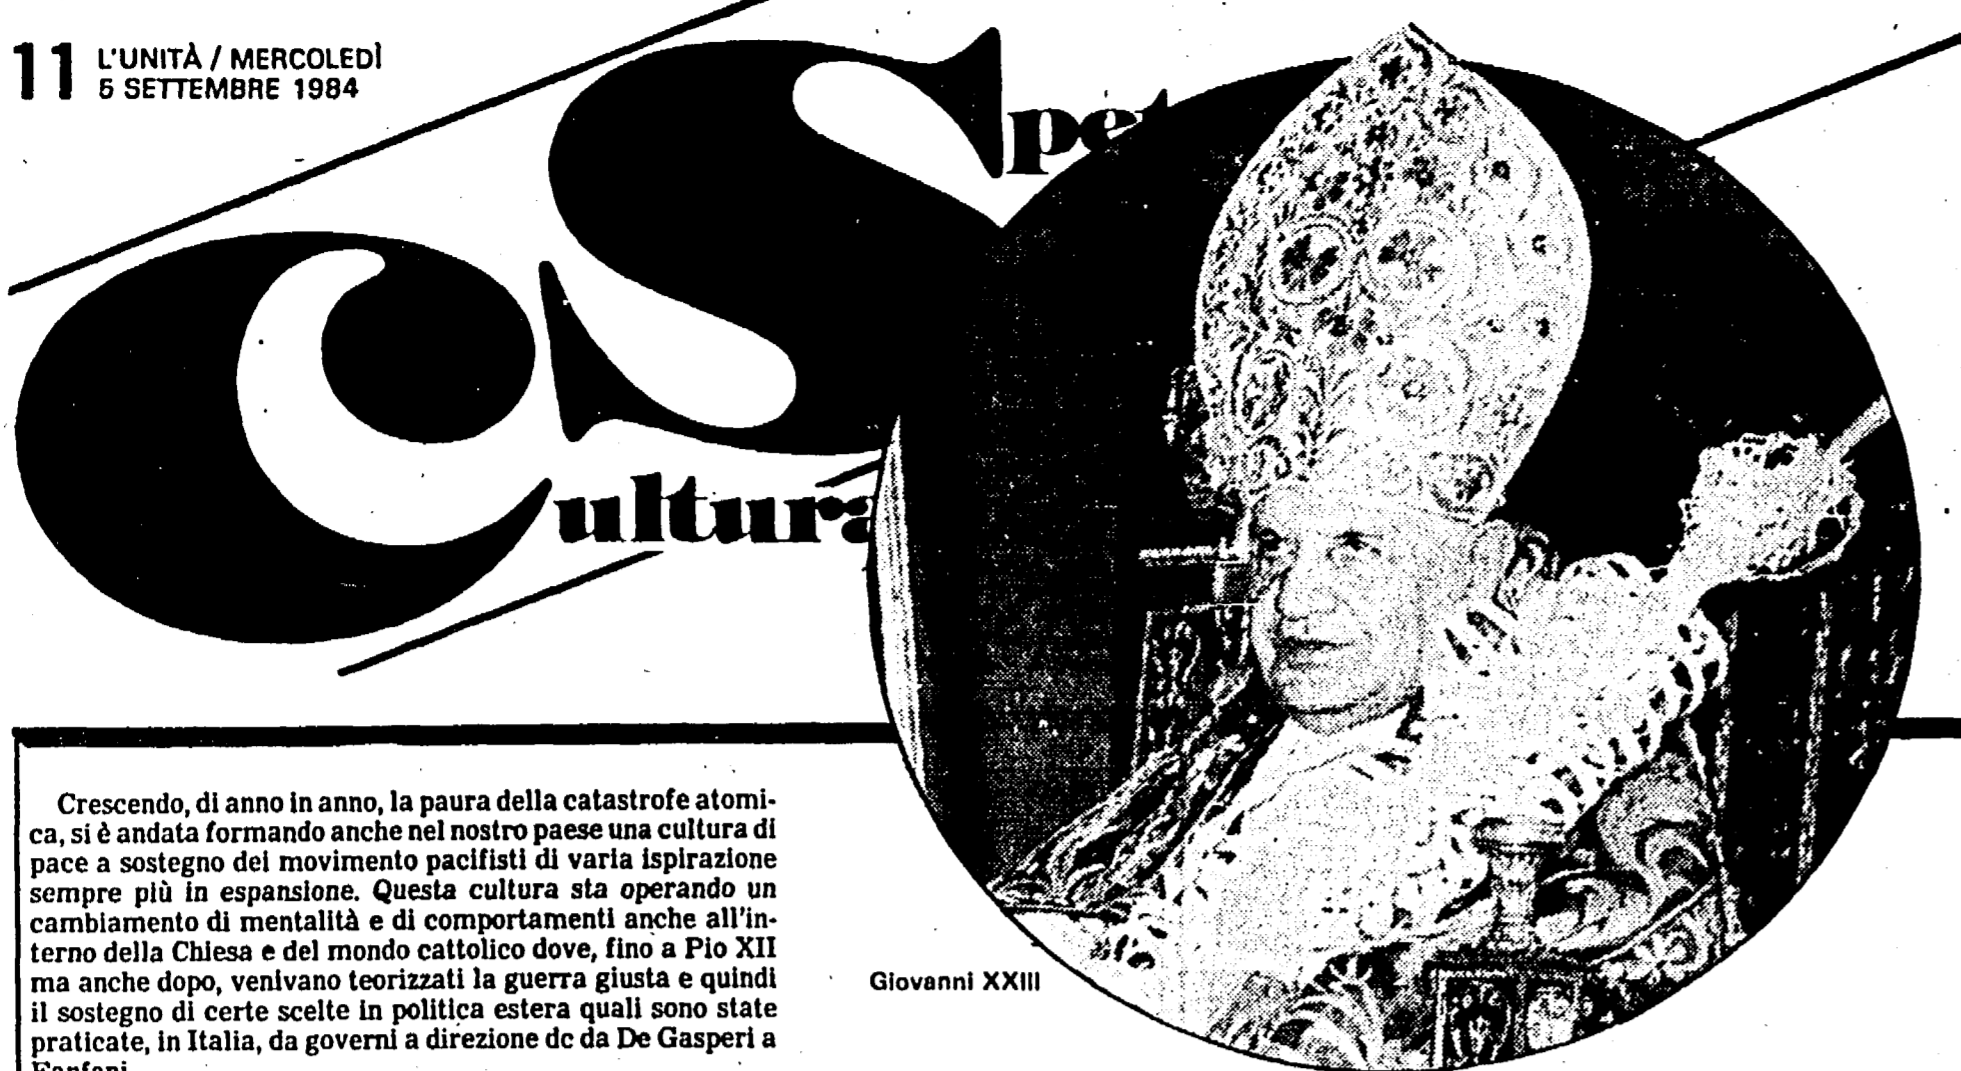 11 L'UNITÀ / MERCOLEDÌ
5 SETTEMBRE 1984
Spet
Cultura
Crescendo, di anno in anno, la paura della catastrofe atomi-
ca, si è andata formando anche nel nostro paese una cultura di
pace a sostegno dei movimento pacifisti di varia ispirazione
sempre più in espansione. Questa cultura sta operando un
cambiamento di mentalità e di comportamenti anche all'in-
terno della Chiesa e del mondo cattolico dove, fino a Pio XII
ma anche dopo, venivano teorizzati la guerra giusta e quindi
il sostegno di certe scelte in politica estera quali sono state
praticate, in Italia, da governi a direzione dc da De Gasperi a
Fanfani
Giovanni XXIII